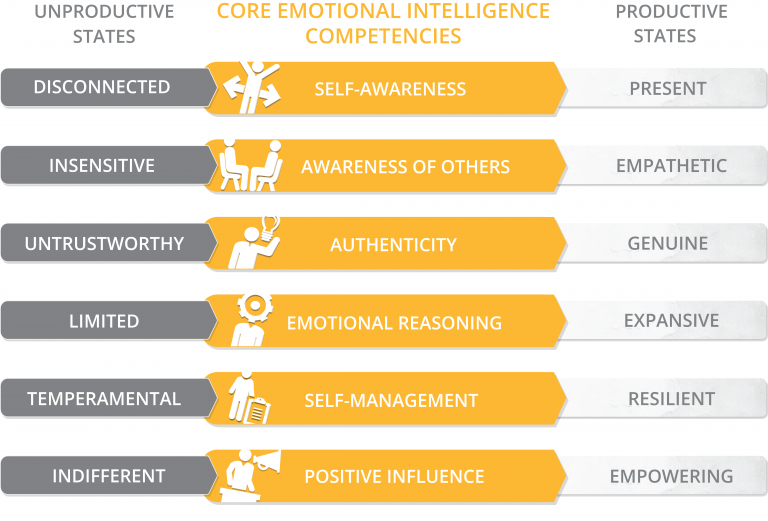 UNPRODUCTIVE
STATES
CORE EMOTIONAL INTELLIGENCE
COMPETENCIES
PRODUCTIVE
STATES
DISCONNECTED
SELF-AWARENESS
PRESENT
INSENSITIVE
AWARENESS OF OTHERS
EMPATHETIC
UNTRUSTWORTHY
AUTHENTICITY
GENUINE
LIMITED
EMOTIONAL REASONING
EXPANSIVE
TEMPERAMENTAL
SELF-MANAGEMENT
RESILIENT
INDIFFERENT
POSITIVE INFLUENCE
EMPOWERING